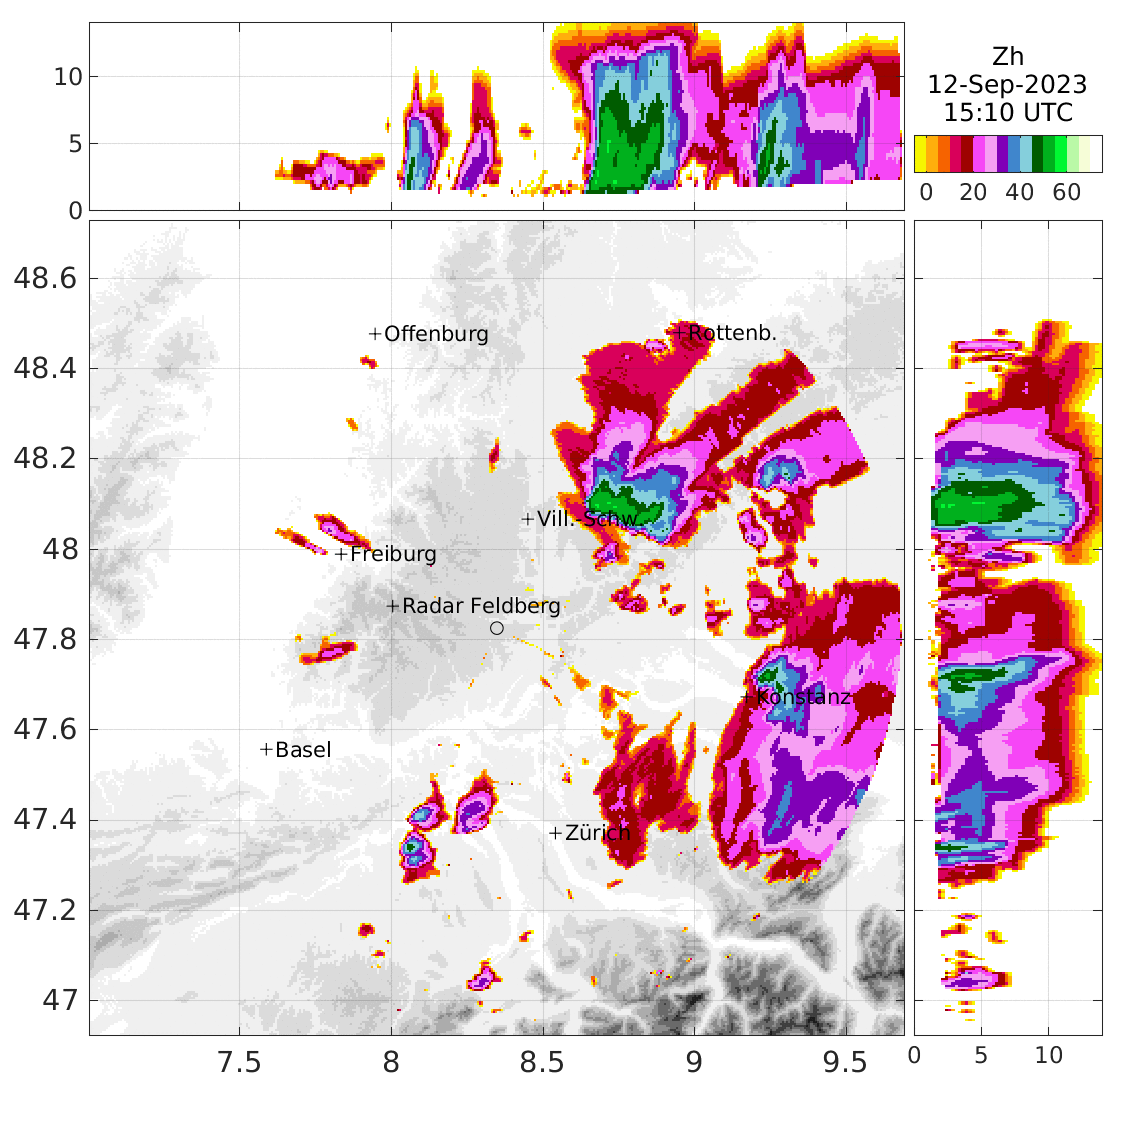 10
5
0
Zh
12-Sep-2023
15:10 UTC
0 20 40 60
48.6
48.4
48.2
48
47.8
47.6
47.4
47.2
47
+Offenburg
+Rottenb.
+Vill.-Schw.
+Freiburg
+Radar Feldberg
+Konstanz
+Basel
+Zürich
7.5 8 8.5 9 9.5
0 5 10